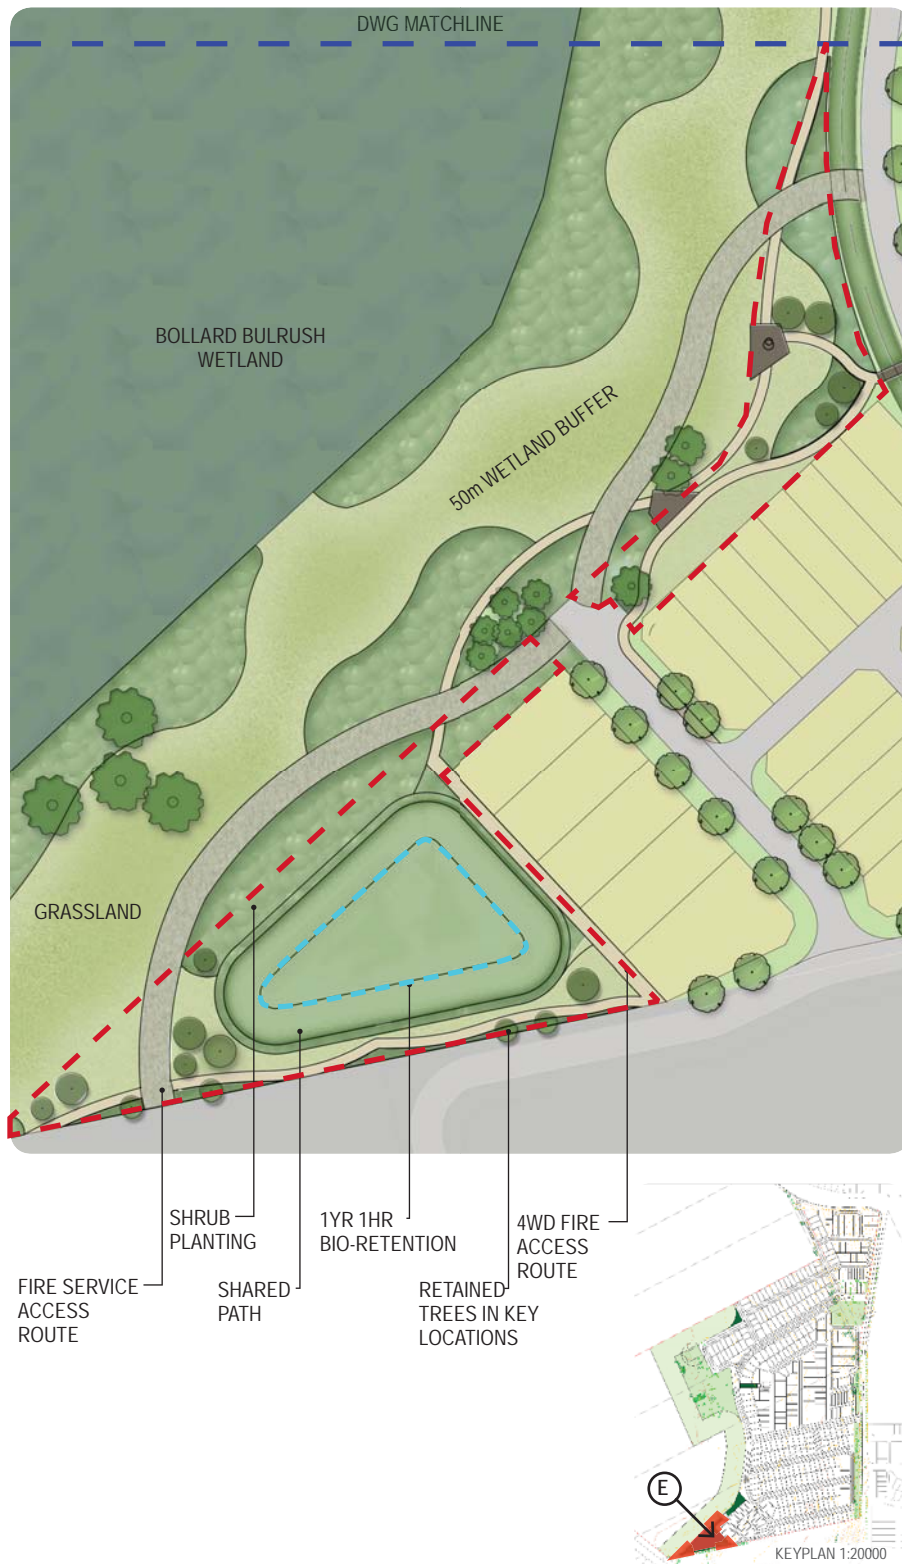 DWG MATCHLINE
BOLLARD BULRUSH
WETLAND
50m WETLAND BUFFER
GRASSLAND
SHRUB
PLANTING
1YR 1HR
BIO-RETENTION
4WD FIRE
ACCESS
ROUTE
FIRE SERVICE
ACCESS
ROUTE
SHARED
PATH
RETAINED
TREES IN KEY
LOCATIONS
E
KEYPLAN 1:20000